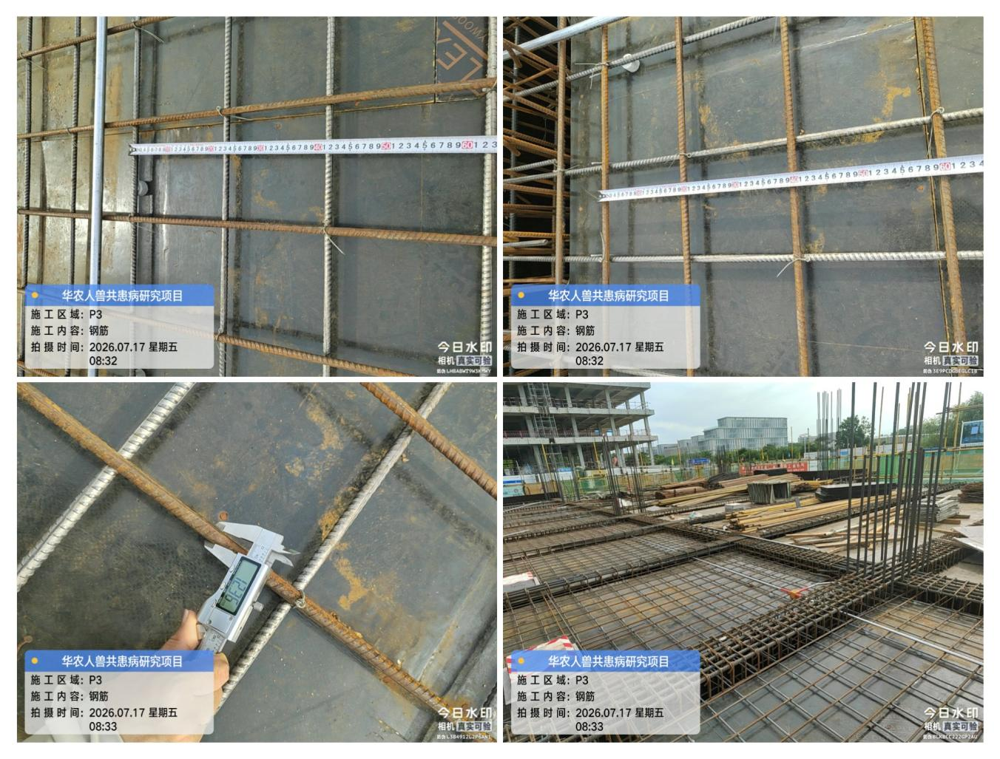 华农人兽共患病研究项目
施工区域：P3
施工内容：钢筋
拍摄时间：2026.07.17 星期五
08:32
今日水印
相机 真实可验
防伪 LHBABWT9W3KMWY
华农人兽共患病研究项目
施工区域：P3
施工内容：钢筋
拍摄时间：2026.07.17 星期五
08:32
今日水印
相机 真实可验
12.36
华农人兽共患病研究项目
施工区域：P3
施工内容：钢筋
拍摄时间：2026.07.17 星期五
08:33
今日水印
相机 真实可验
防伪 L3B4912L2P6AN1
华农人兽共患病研究项目
施工区域：P3
施工内容：钢筋
拍摄时间：2026.07.17 星期五
08:33
今日水印
相机 真实可验